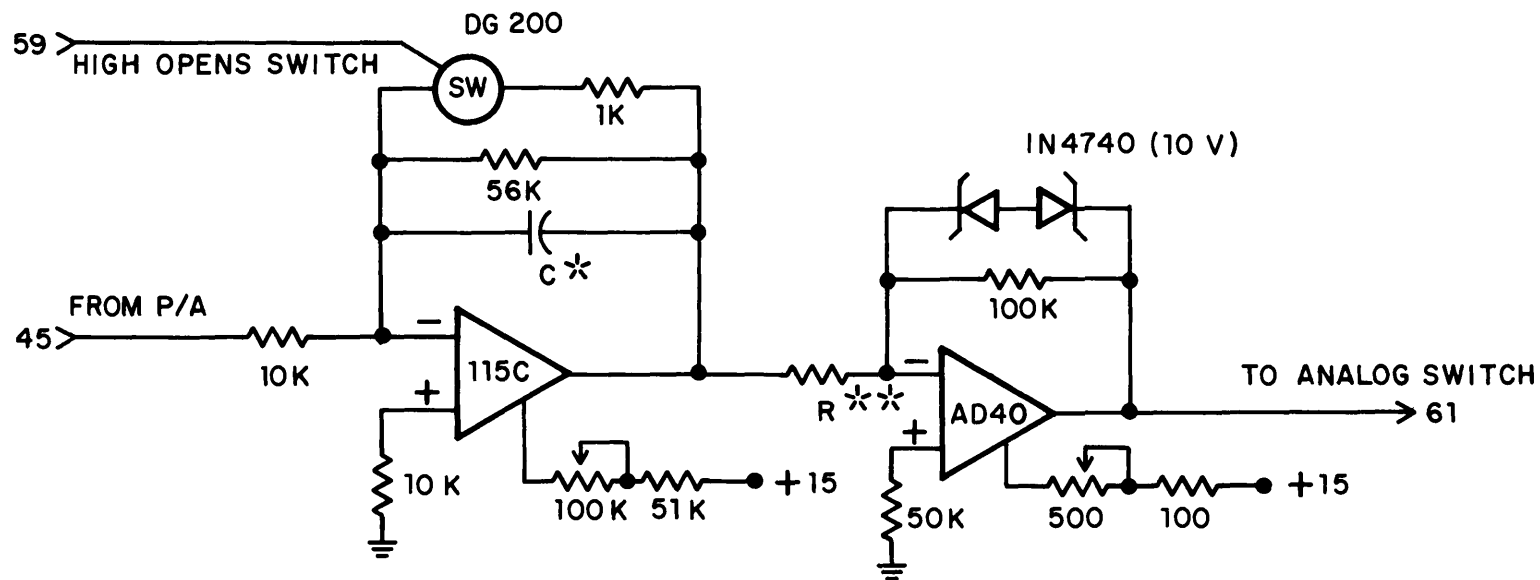 DG 200
59
HIGH OPENS SWITCH
SW
1K
56K
C*
IN4740 (10 V)
100K
FROM P/A
45
10K
-
+
115C
10K
100K
51K
+15
R**
-
+
AD40
50K
500
100
+15
TO ANALOG SWITCH
61